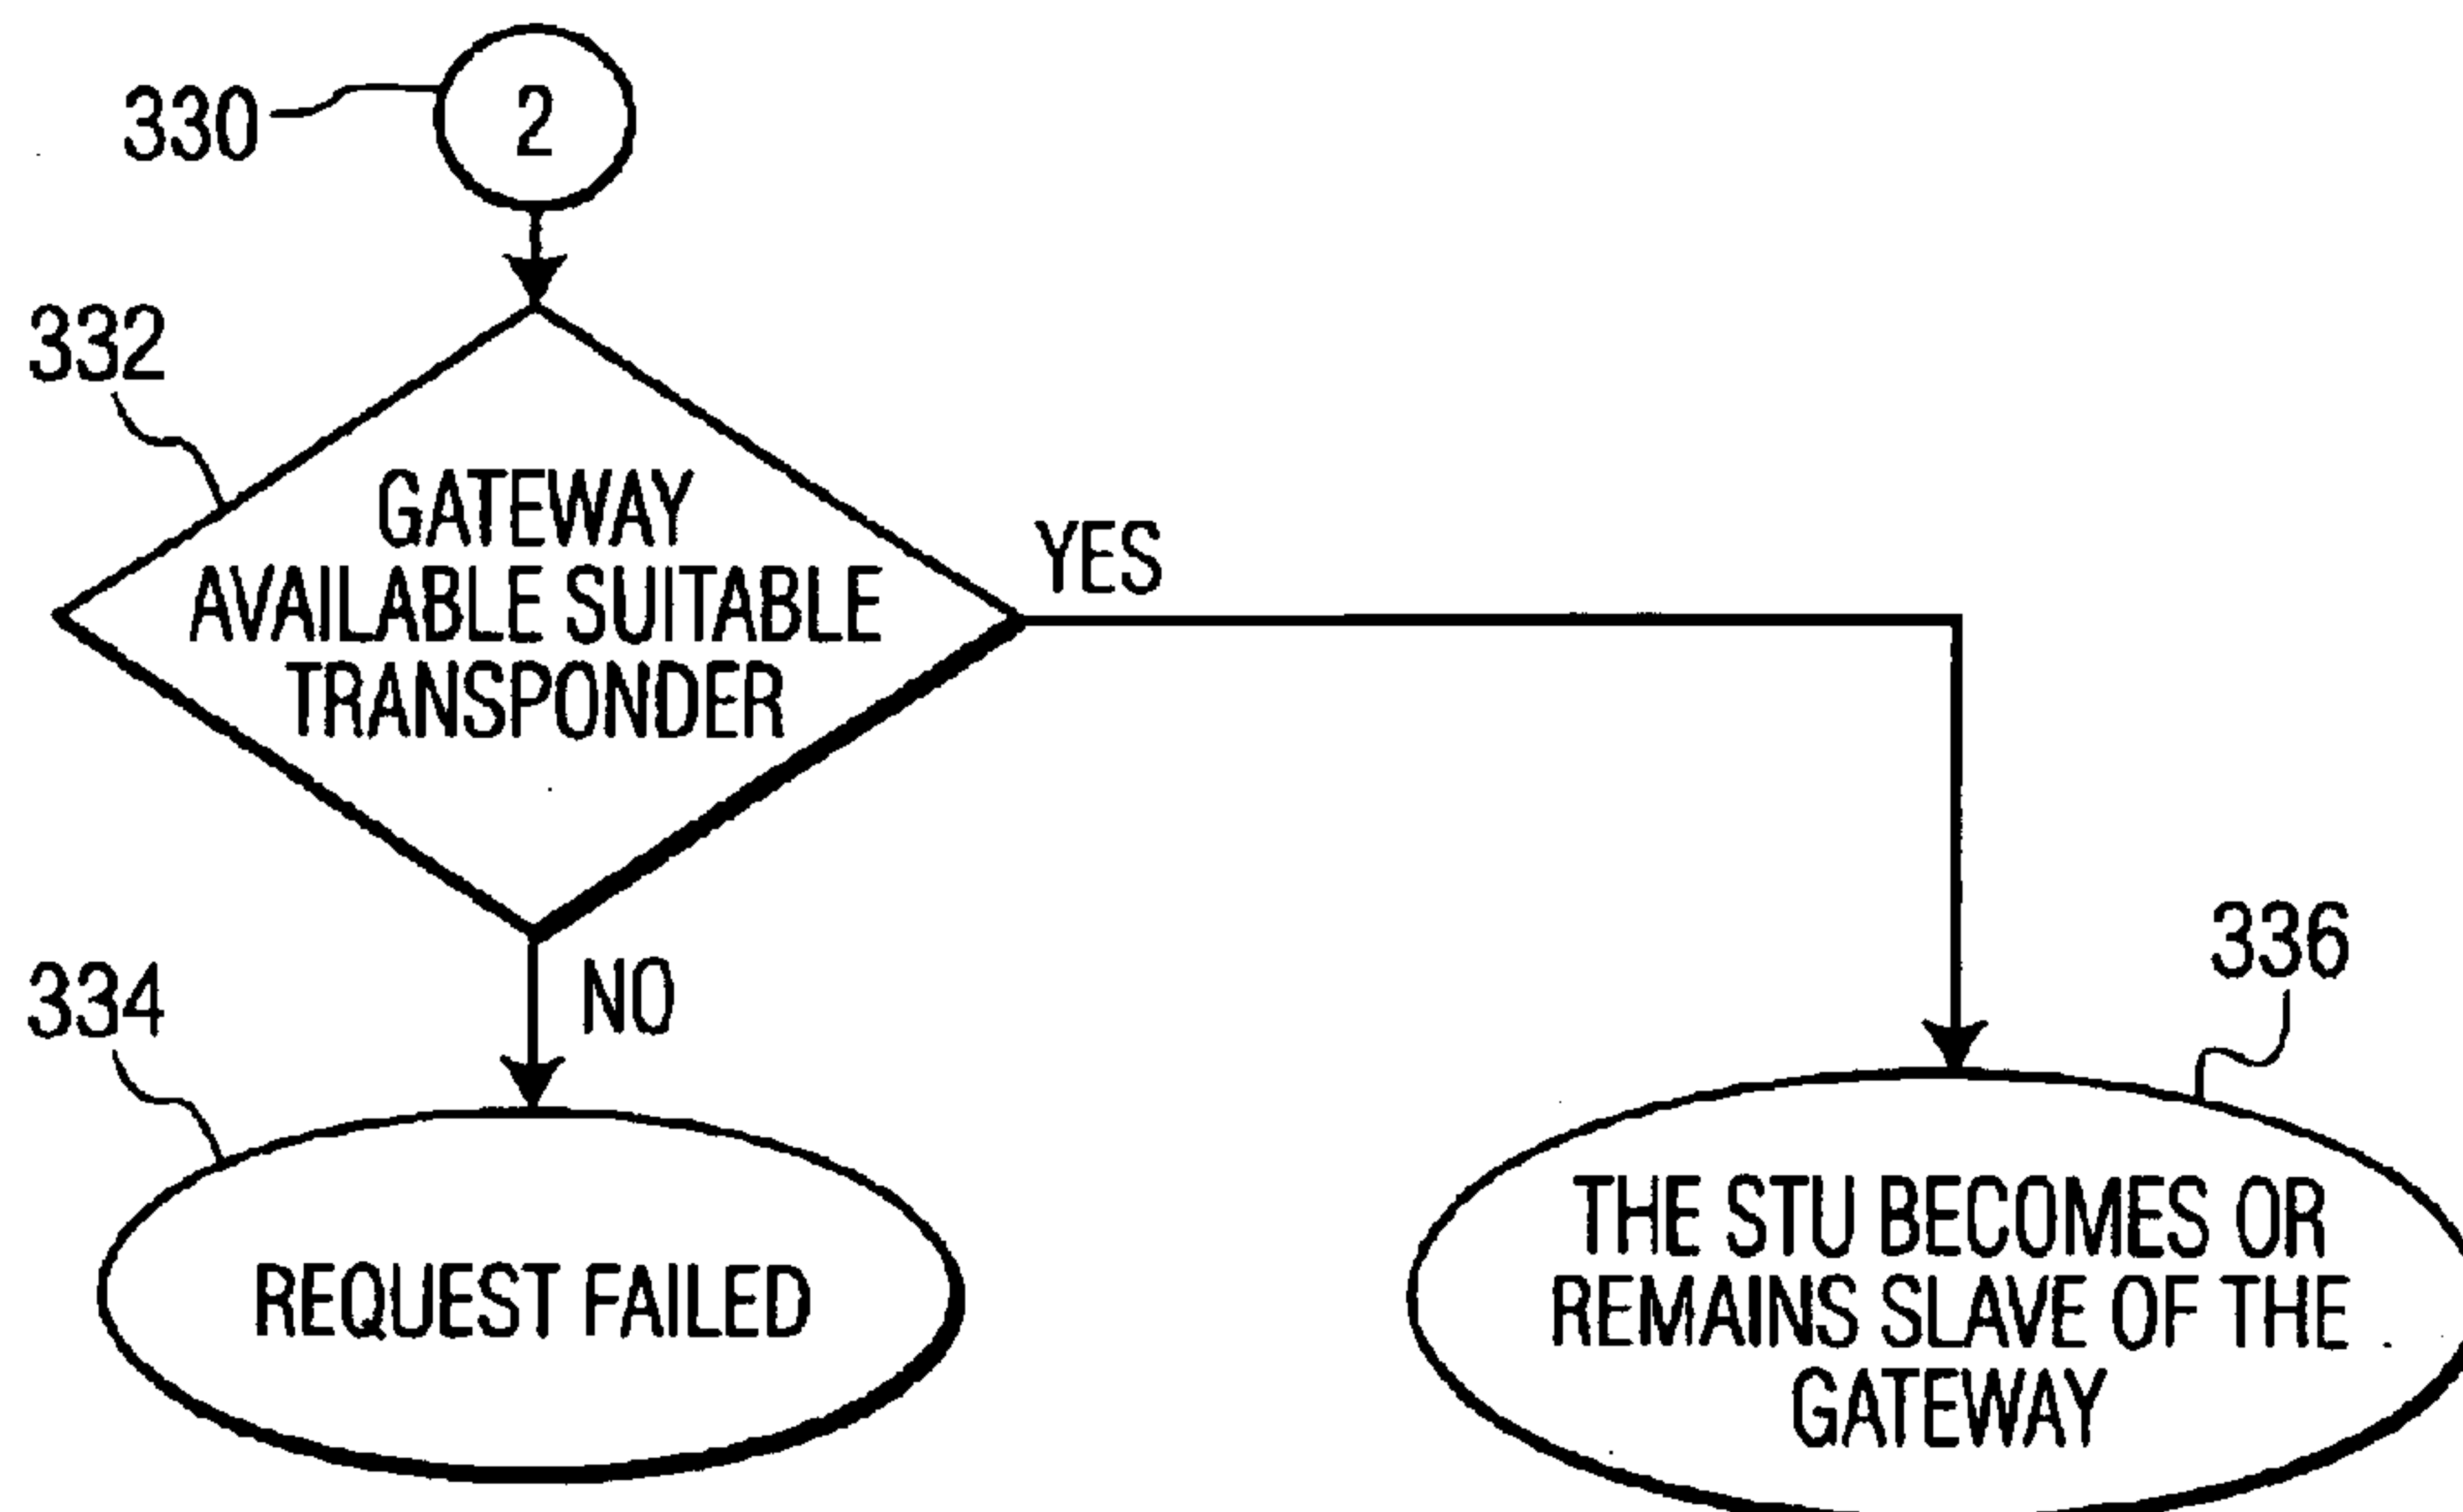 330
2
332
GATEWAY
AVAILABLE SUITABLE
TRANSPONDER
YES
NO
334
REQUEST FAILED
336
THE STU BECOMES OR
REMAINS SLAVE OF THE
GATEWAY